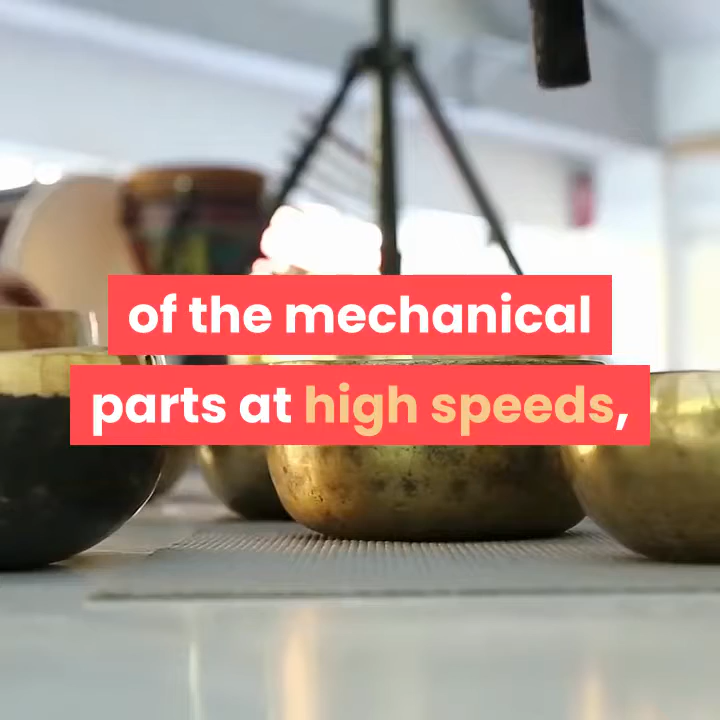 of the mechanical
parts at high speeds,